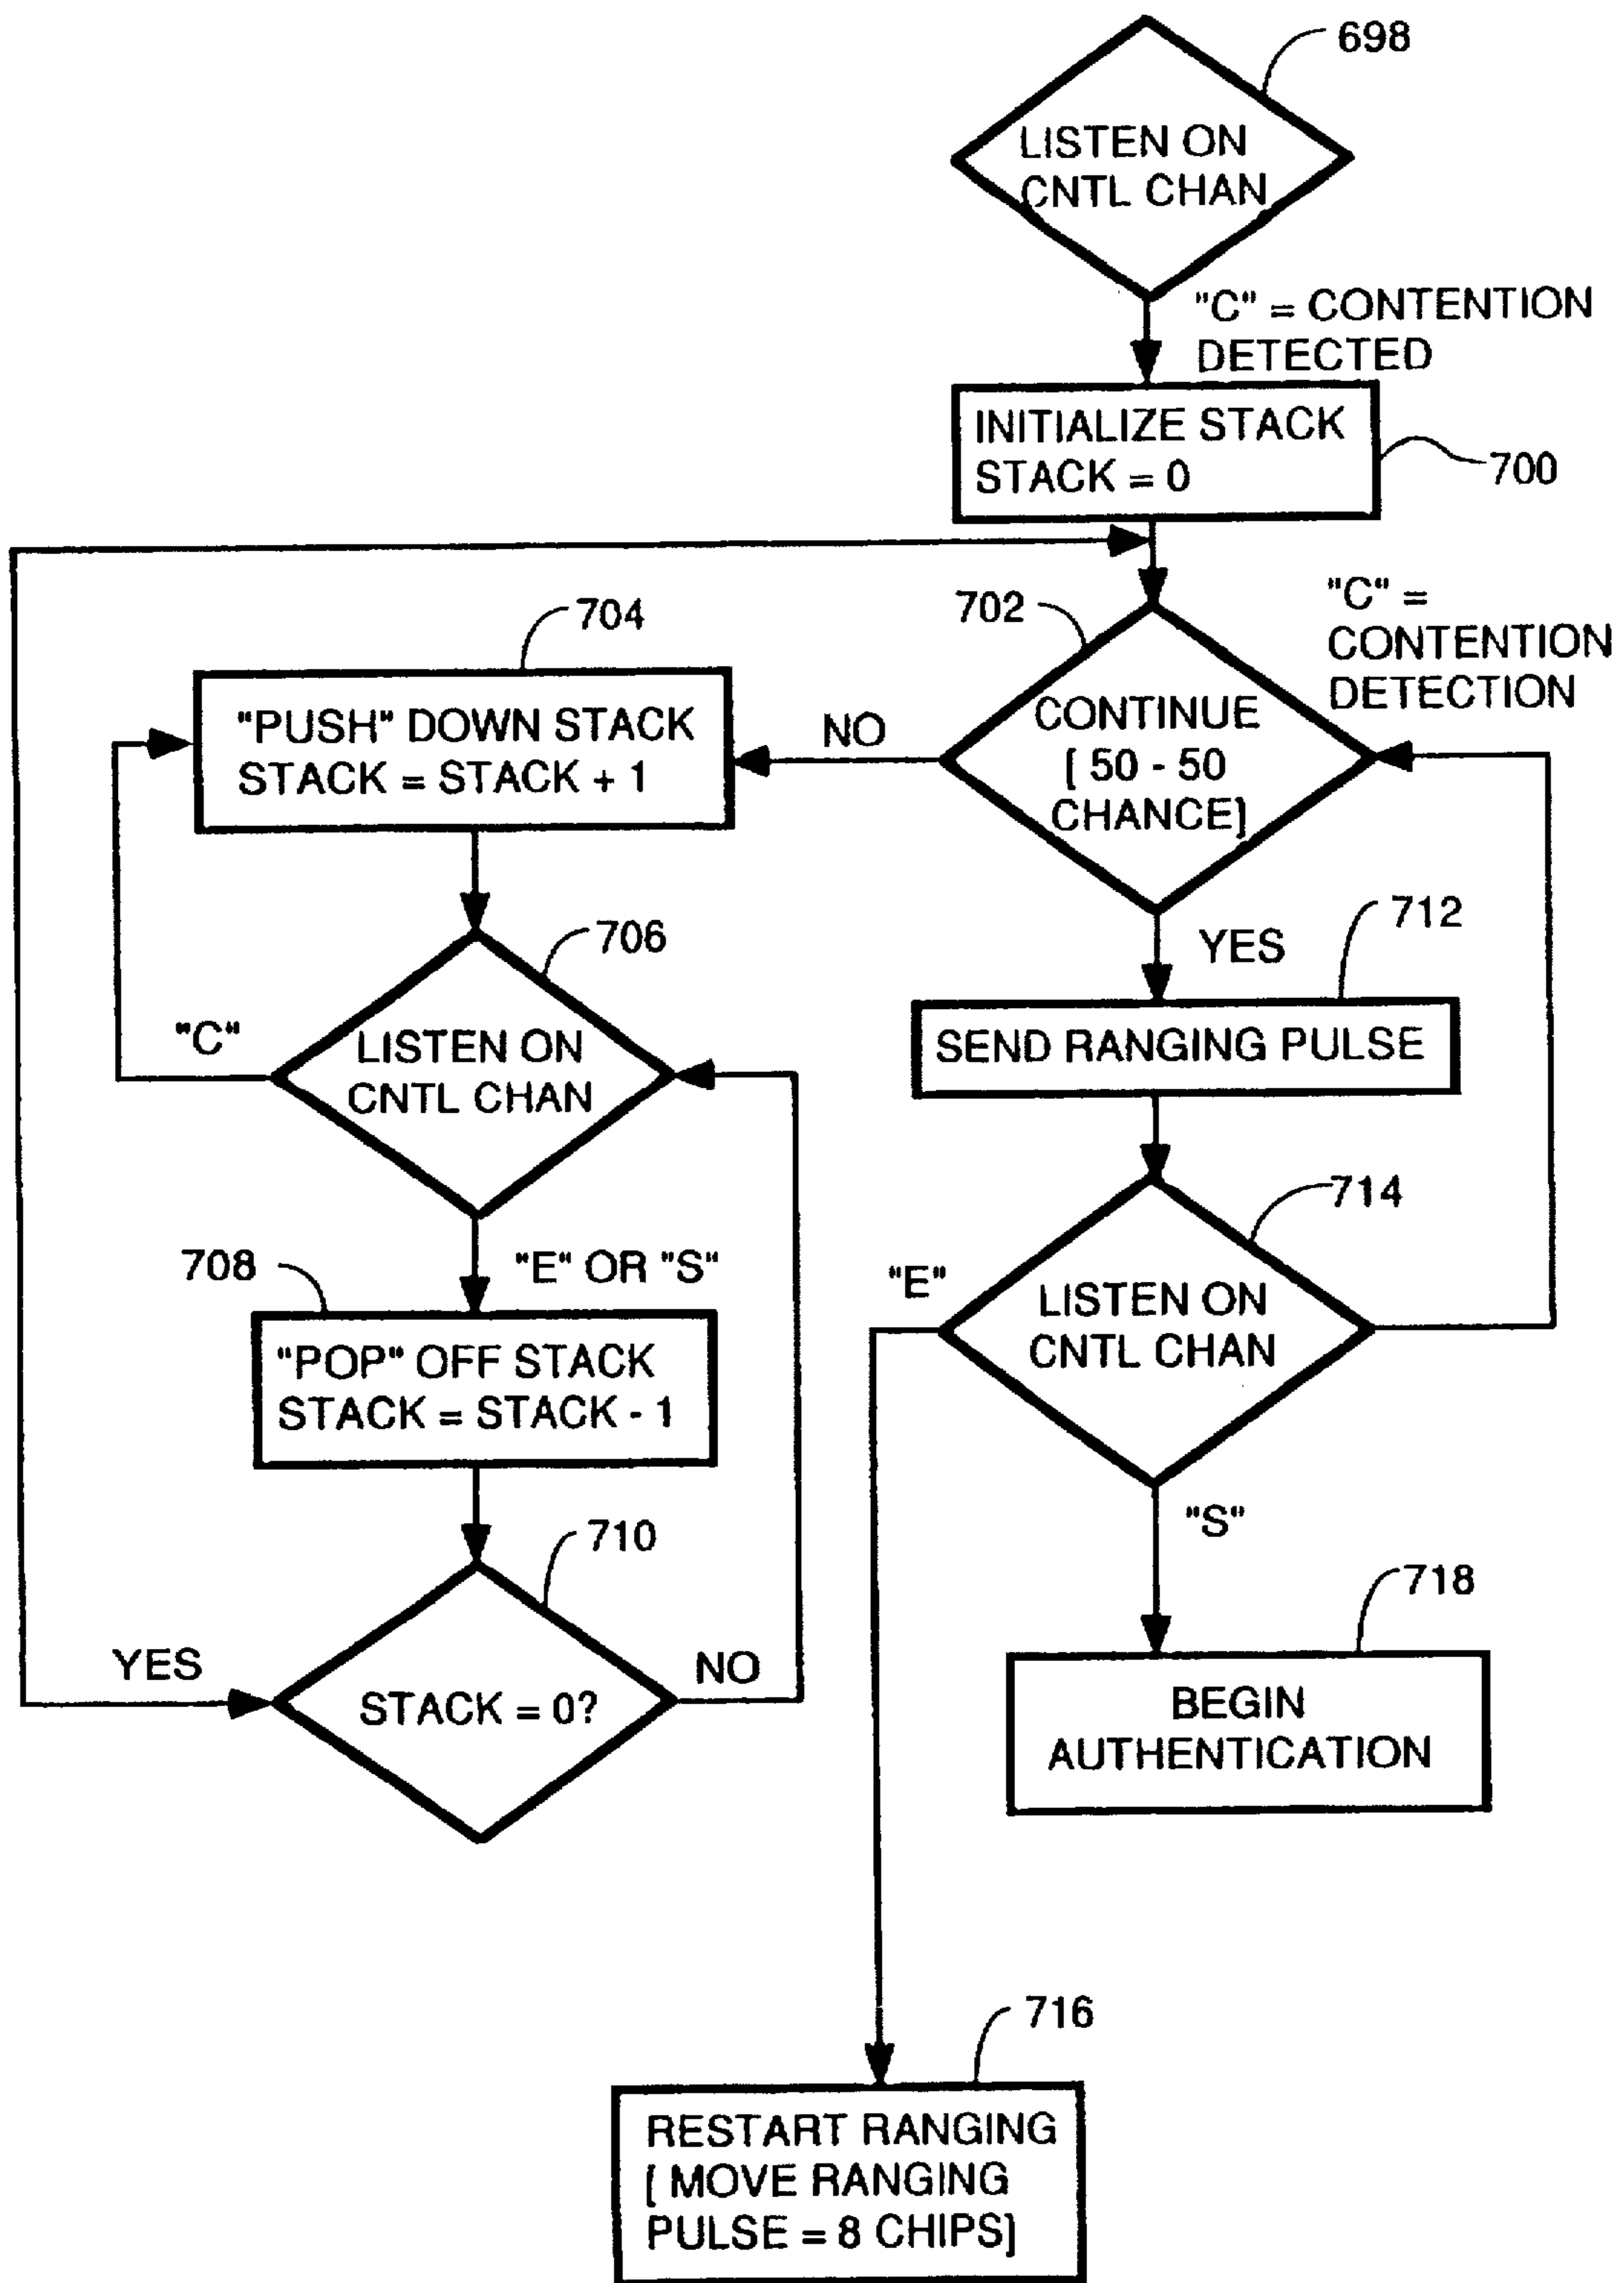 698
LISTEN ON
CNTL CHAN
"C" = CONTENTION
DETECTED
INITIALIZE STACK
STACK = 0
700
702
"C" =
CONTENTION
DETECTION
CONTINUE
[ 50 - 50
CHANCE]
NO
704
"PUSH" DOWN STACK
STACK = STACK + 1
706
LISTEN ON
CNTL CHAN
"C"
"E" OR "S"
708
"POP" OFF STACK
STACK = STACK - 1
710
STACK = 0?
YES
NO
YES
712
SEND RANGING PULSE
714
LISTEN ON
CNTL CHAN
"E"
"S"
718
BEGIN
AUTHENTICATION
716
RESTART RANGING
[ MOVE RANGING
PULSE = 8 CHIPS]